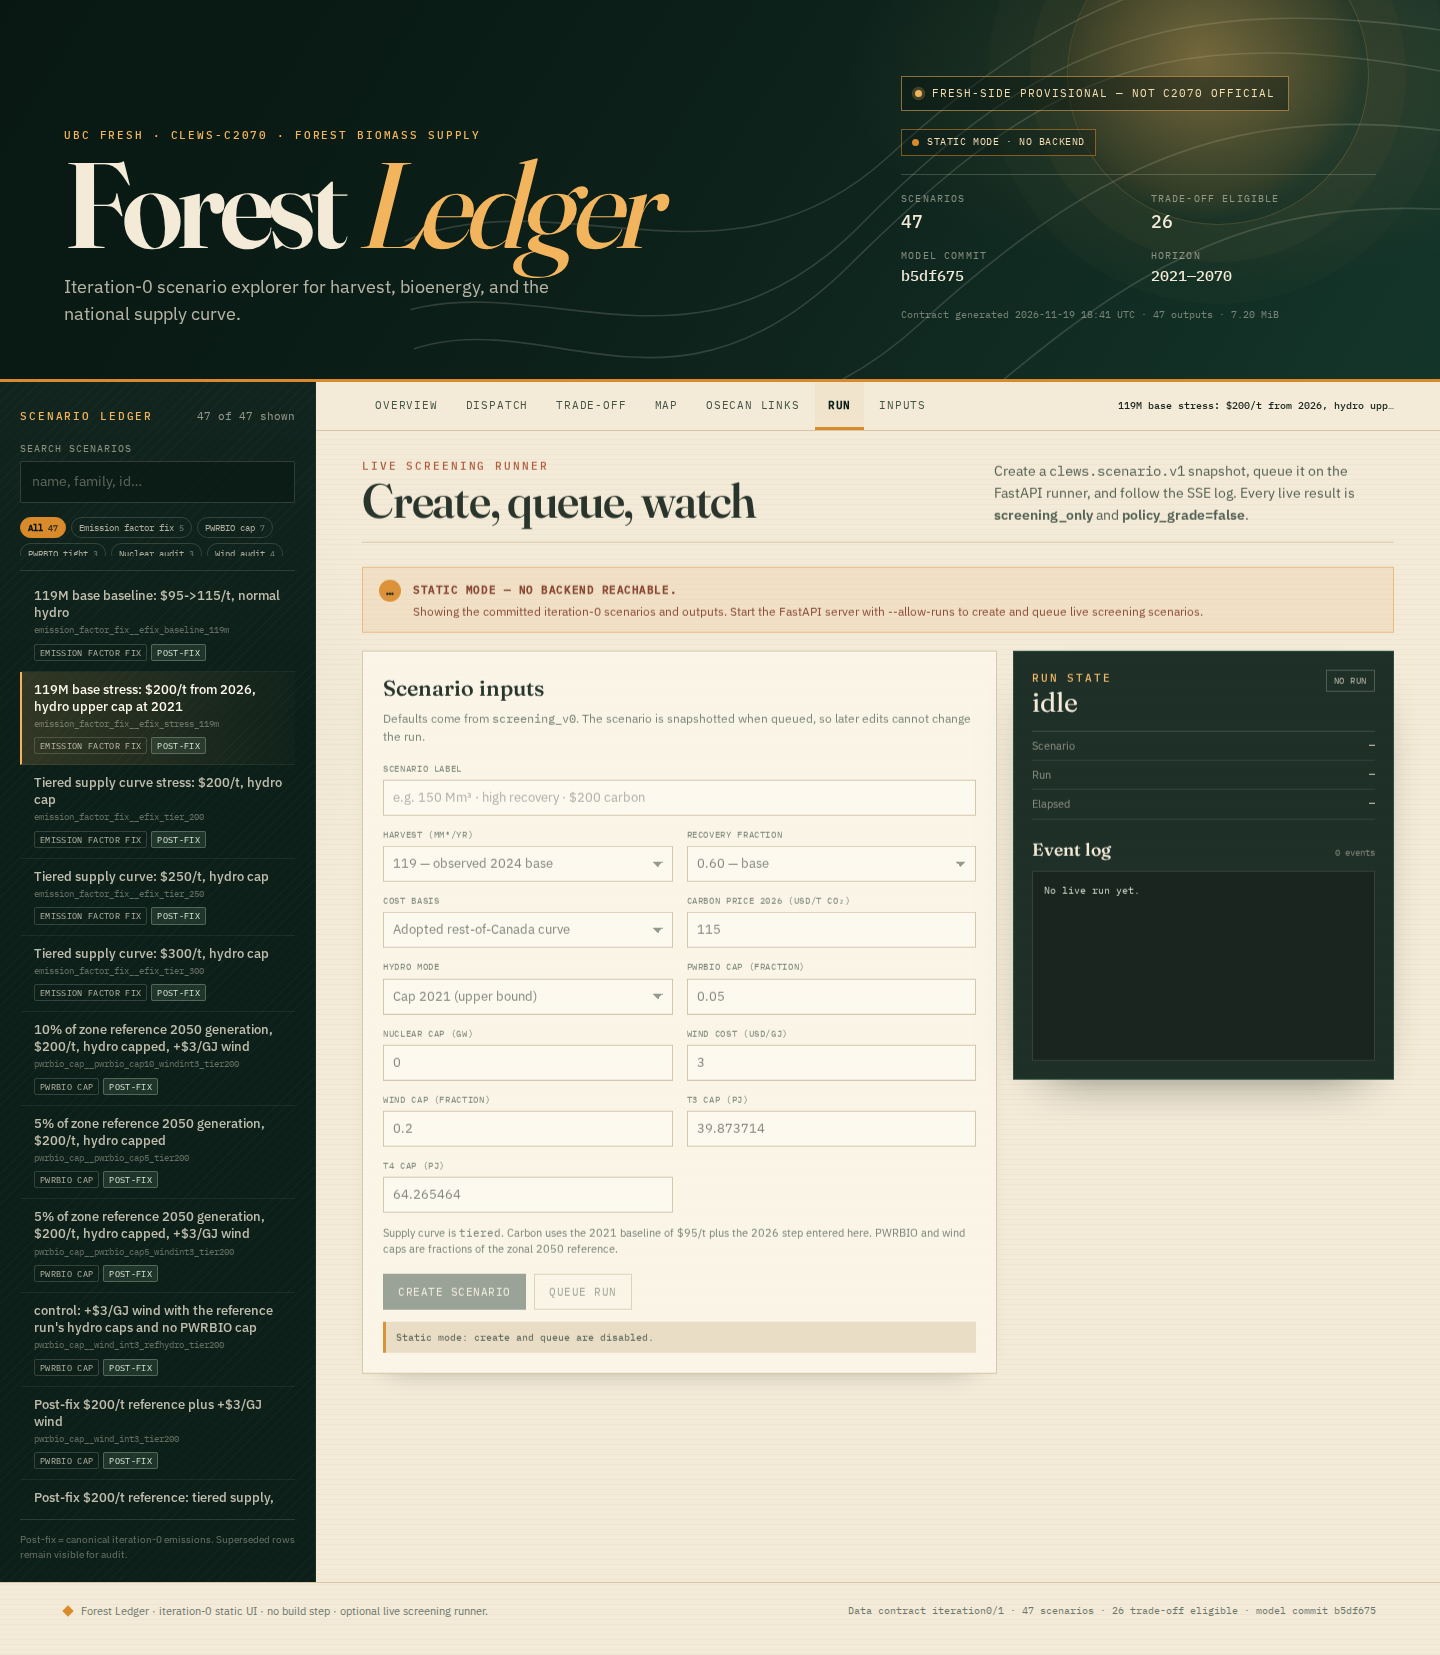 UBC FRESH · CLEWS-C2070 · FOREST BIOMASS SUPPLY
Forest Ledger
Iteration-0 scenario explorer for harvest, bioenergy, and the
national supply curve.
FRESH-SIDE PROVISIONAL — NOT C2070 OFFICIAL
STATIC MODE · NO BACKEND
SCENARIOS
47
TRADE-OFF ELIGIBLE
26
MODEL COMMIT
b5df675
HORIZON
2021–2070
Contract generated 2026-11-19 18:41 UTC · 47 outputs · 7.20 MiB
SCENARIO LEDGER
47 of 47 shown
SEARCH SCENARIOS
name, family, id…
All 47
Emission factor fix 5
PWRBIO cap 7
PWRBIO tight 3
Nuclear audit 3
Wind audit 4
119M base baseline: $95->115/t, normal
hydro
emission_factor_fix__efix_baseline_119m
EMISSION FACTOR FIX
POST-FIX
119M base stress: $200/t from 2026,
hydro upper cap at 2021
emission_factor_fix__efix_stress_119m
EMISSION FACTOR FIX
POST-FIX
Tiered supply curve stress: $200/t, hydro
cap
emission_factor_fix__efix_tier_200
EMISSION FACTOR FIX
POST-FIX
Tiered supply curve: $250/t, hydro cap
emission_factor_fix__efix_tier_250
EMISSION FACTOR FIX
POST-FIX
Tiered supply curve: $300/t, hydro cap
emission_factor_fix__efix_tier_300
EMISSION FACTOR FIX
POST-FIX
10% of zone reference 2050 generation,
$200/t, hydro capped, +$3/GJ wind
pwrbio_cap__pwrbio_cap10_windint3_tier200
PWRBIO CAP
POST-FIX
5% of zone reference 2050 generation,
$200/t, hydro capped
pwrbio_cap__pwrbio_cap5_tier200
PWRBIO CAP
POST-FIX
5% of zone reference 2050 generation,
$200/t, hydro capped, +$3/GJ wind
pwrbio_cap__pwrbio_cap5_windint3_tier200
PWRBIO CAP
POST-FIX
control: +$3/GJ wind with the reference
run's hydro caps and no PWRBIO cap
pwrbio_cap__wind_int3_refhydro_tier200
PWRBIO CAP
POST-FIX
Post-fix $200/t reference plus +$3/GJ
wind
pwrbio_cap__wind_int3_tier200
PWRBIO CAP
POST-FIX
Post-fix $200/t reference: tiered supply,
Post-fix = canonical iteration-0 emissions. Superseded rows
remain visible for audit.
OVERVIEW
DISPATCH
TRADE-OFF
MAP
OSECAN LINKS
RUN
INPUTS
119M base stress: $200/t from 2026, hydro upp…
LIVE SCREENING RUNNER
Create, queue, watch
Create a clews.scenario.v1 snapshot, queue it on the
FastAPI runner, and follow the SSE log. Every live result is
screening_only and policy_grade=false.
…
STATIC MODE — NO BACKEND REACHABLE.
Showing the committed iteration-0 scenarios and outputs. Start the FastAPI server with --allow-runs to create and queue live screening scenarios.
Scenario inputs
Defaults come from screening_v0. The scenario is snapshotted when queued, so later edits cannot change
the run.
SCENARIO LABEL
e.g. 150 Mm³ · high recovery · $200 carbon
HARVEST (MM³/YR)
119 — observed 2024 base
RECOVERY FRACTION
0.60 — base
COST BASIS
Adopted rest-of-Canada curve
CARBON PRICE 2026 (USD/T CO₂)
115
HYDRO MODE
Cap 2021 (upper bound)
PWRBIO CAP (FRACTION)
0.05
NUCLEAR CAP (GW)
0
WIND COST (USD/GJ)
3
WIND CAP (FRACTION)
0.2
T3 CAP (PJ)
39.873714
T4 CAP (PJ)
64.265464
Supply curve is tiered. Carbon uses the 2021 baseline of $95/t plus the 2026 step entered here. PWRBIO and wind
caps are fractions of the zonal 2050 reference.
CREATE SCENARIO
QUEUE RUN
Static mode: create and queue are disabled.
RUN STATE
idle
NO RUN
Scenario –
Run –
Elapsed –
Event log
0 events
No live run yet.
Forest Ledger · iteration-0 static UI · no build step · optional live screening runner.
Data contract iteration0/1 · 47 scenarios · 26 trade-off eligible · model commit b5df675